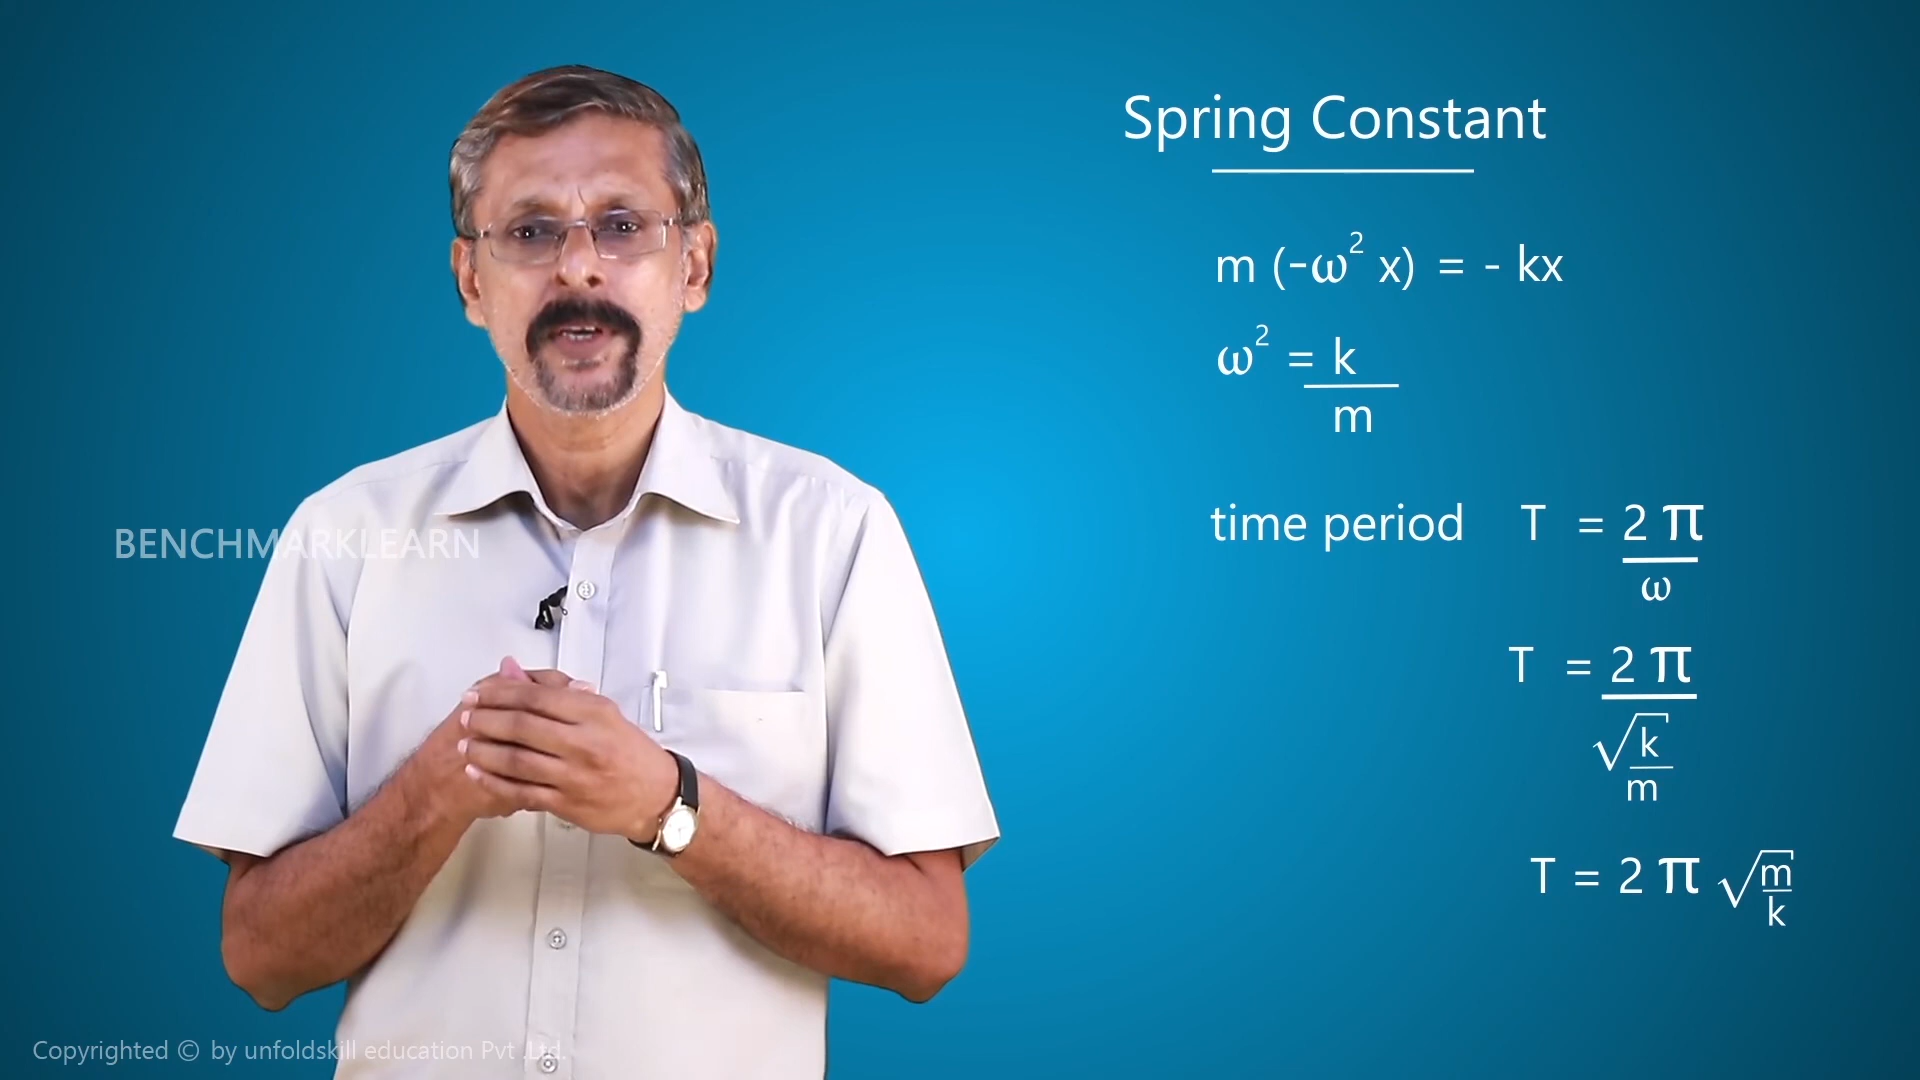 Spring Constant
m (-ω² x) = - kx
ω² = k
m
time period T = 2 π
ω
T = 2 π
√k
m
T = 2 π √m
k
BENCHMARKLEARN
Copyrighted © by unfoldskill education Pvt .Ltd.